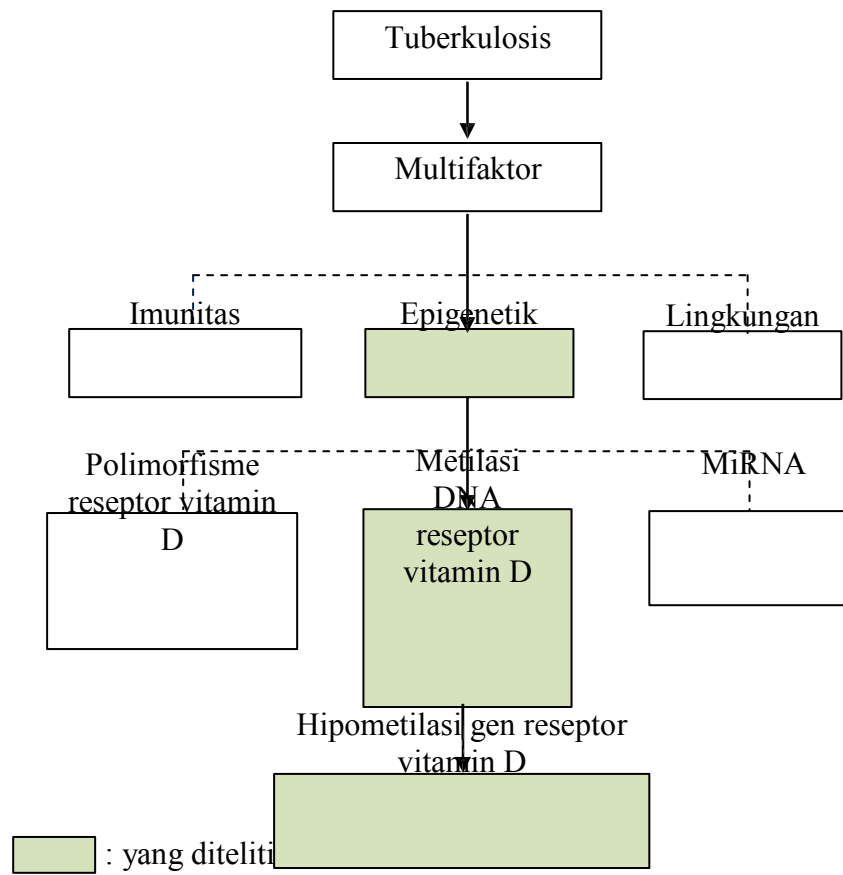 Tuberkulosis
Multifaktor
Imunitas
Epigenetik
Lingkungan
Polimorfisme
reseptor vitamin
D
Metilasi
DNA
reseptor
vitamin D
MiRNA
Hipometilasi gen reseptor
vitamin D
: yang diteliti